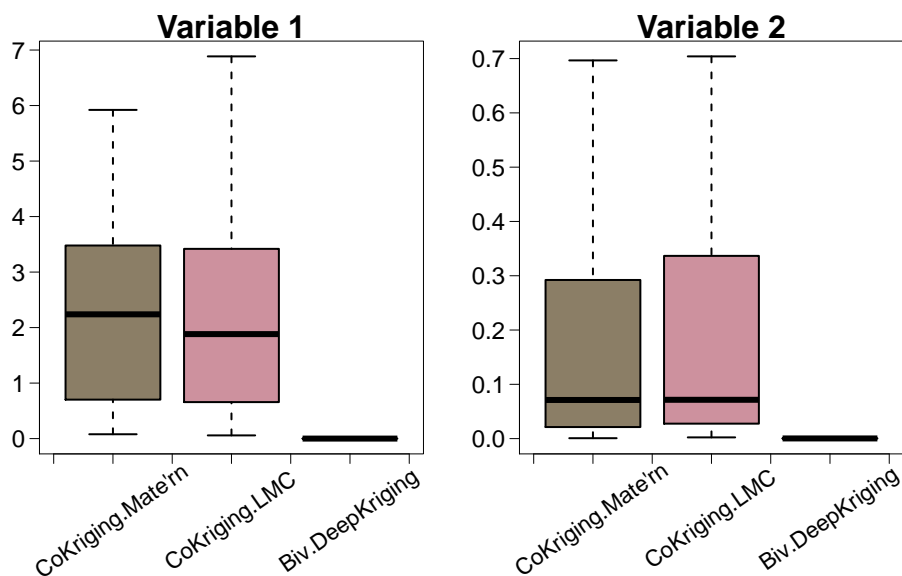 Variable 1
7
6
5
4
3
2
1
0
CoKriging.Mate'rn
CoKriging.LMC
Biv.DeepKriging
Variable 2
0.7
0.6
0.5
0.4
0.3
0.2
0.1
0.0
CoKriging.Mate'rn
CoKriging.LMC
Biv.DeepKriging